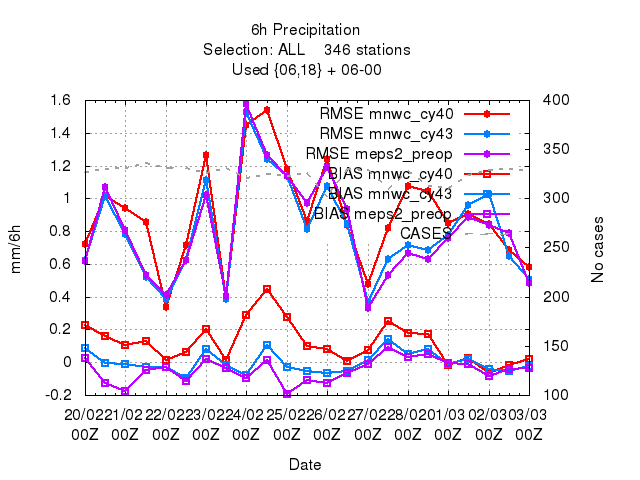 6h Precipitation
Selection: ALL    346 stations
Used {06,18} + 06-00
mm/6h
No cases
1.6
1.4
1.2
1
0.8
0.6
0.4
0.2
0
-0.2
400
350
300
250
200
150
100
RMSE mnwc_cy40
RMSE mnwc_cy43
RMSE meps2_preop
BIAS mnwc_cy40
BIAS mnwc_cy43
BIAS meps2_preop
CASES
20/02 21/02 22/02 23/02 24/02 25/02 26/02 27/02 28/02 01/03 02/03 03/03
00Z 00Z 00Z 00Z 00Z 00Z 00Z 00Z 00Z 00Z 00Z 00Z
Date